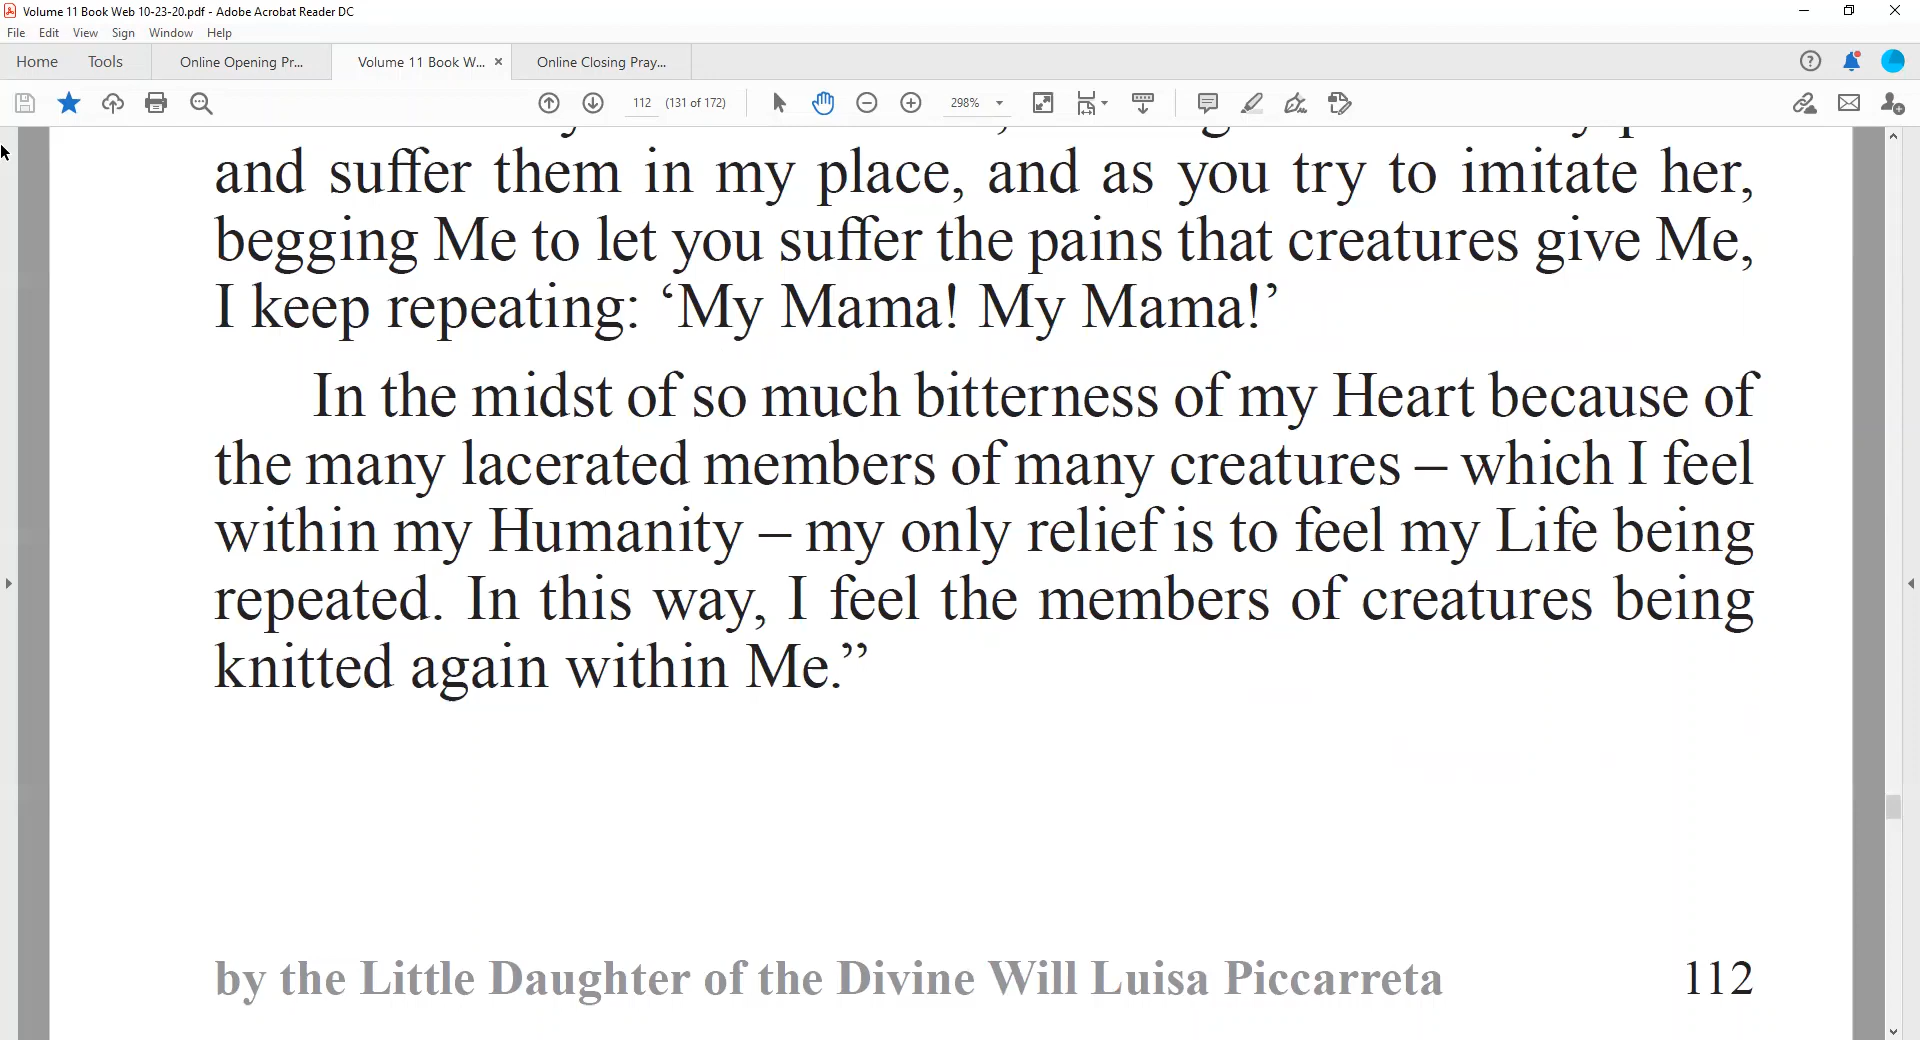 Volume 11 Book Web 10-23-20.pdf - Adobe Acrobat Reader DC
File Edit View Sign Window Help
Home Tools Online Opening Pr... Volume 11 Book W... × Online Closing Pray...
112 (131 of 172) 298%
and suffer them in my place, and as you try to imitate her,
begging Me to let you suffer the pains that creatures give Me,
I keep repeating: ‘My Mama! My Mama!’
In the midst of so much bitterness of my Heart because of
the many lacerated members of many creatures – which I feel
within my Humanity – my only relief is to feel my Life being
repeated. In this way, I feel the members of creatures being
knitted again within Me.”
by the Little Daughter of the Divine Will Luisa Piccarreta 112